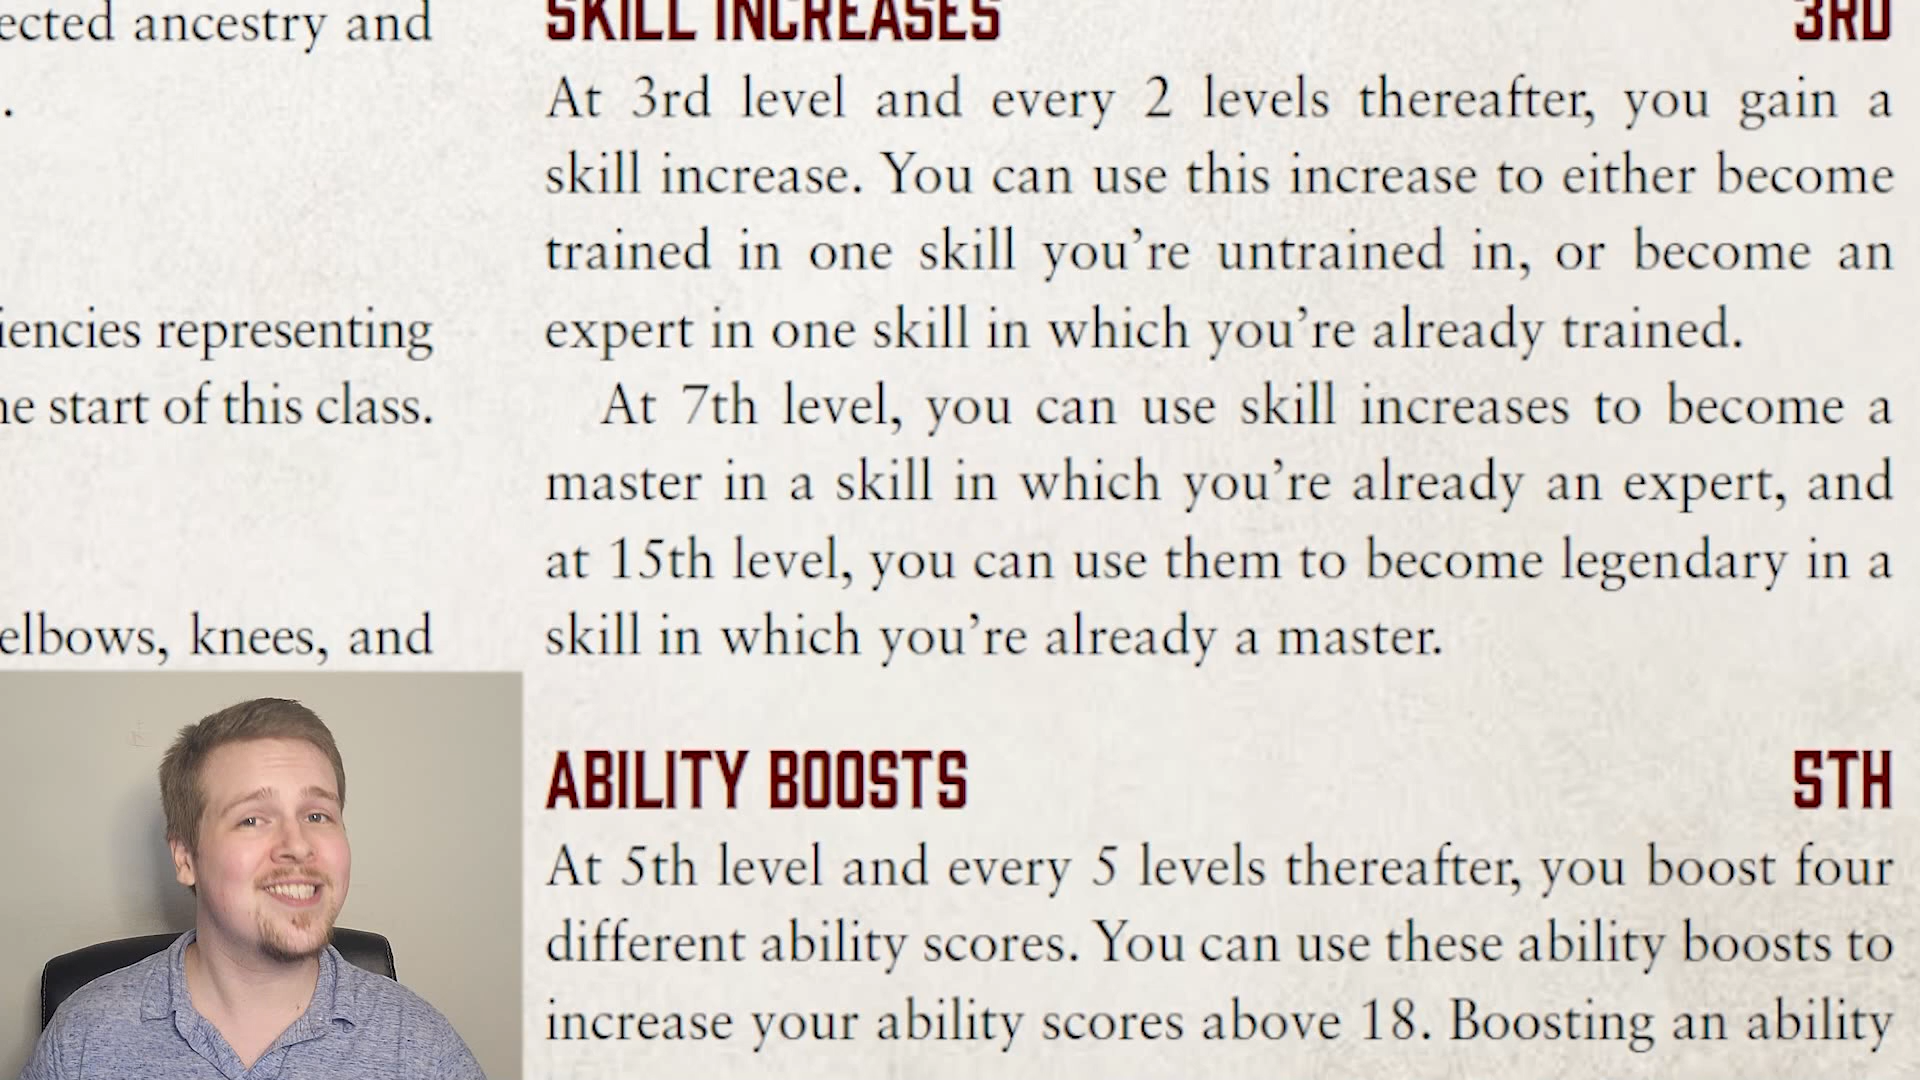 ected ancestry and
.
iencies representing
e start of this class.
elbows, knees, and
SKILL INCREASES 3RD
At 3rd level and every 2 levels thereafter, you gain a
skill increase. You can use this increase to either become
trained in one skill you’re untrained in, or become an
expert in one skill in which you’re already trained.
At 7th level, you can use skill increases to become a
master in a skill in which you’re already an expert, and
at 15th level, you can use them to become legendary in a
skill in which you’re already a master.
ABILITY BOOSTS 5TH
At 5th level and every 5 levels thereafter, you boost four
different ability scores. You can use these ability boosts to
increase your ability scores above 18. Boosting an ability